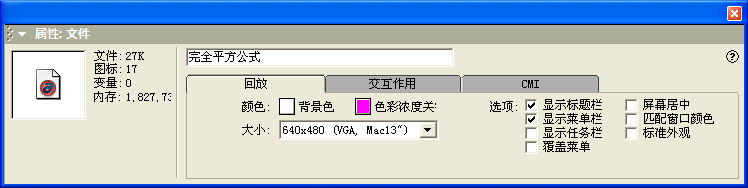 属性: 文件
文件: 27K
图标: 17
变量: 0
内存: 1,827,73
完全平方公式
回放
交互作用
CMI
颜色:
背景色
色彩浓度关
选项:
显示标题栏
屏幕居中
显示菜单栏
匹配窗口颜色
大小:
640x480 (VGA, Mac13")
显示任务栏
标准外观
覆盖菜单